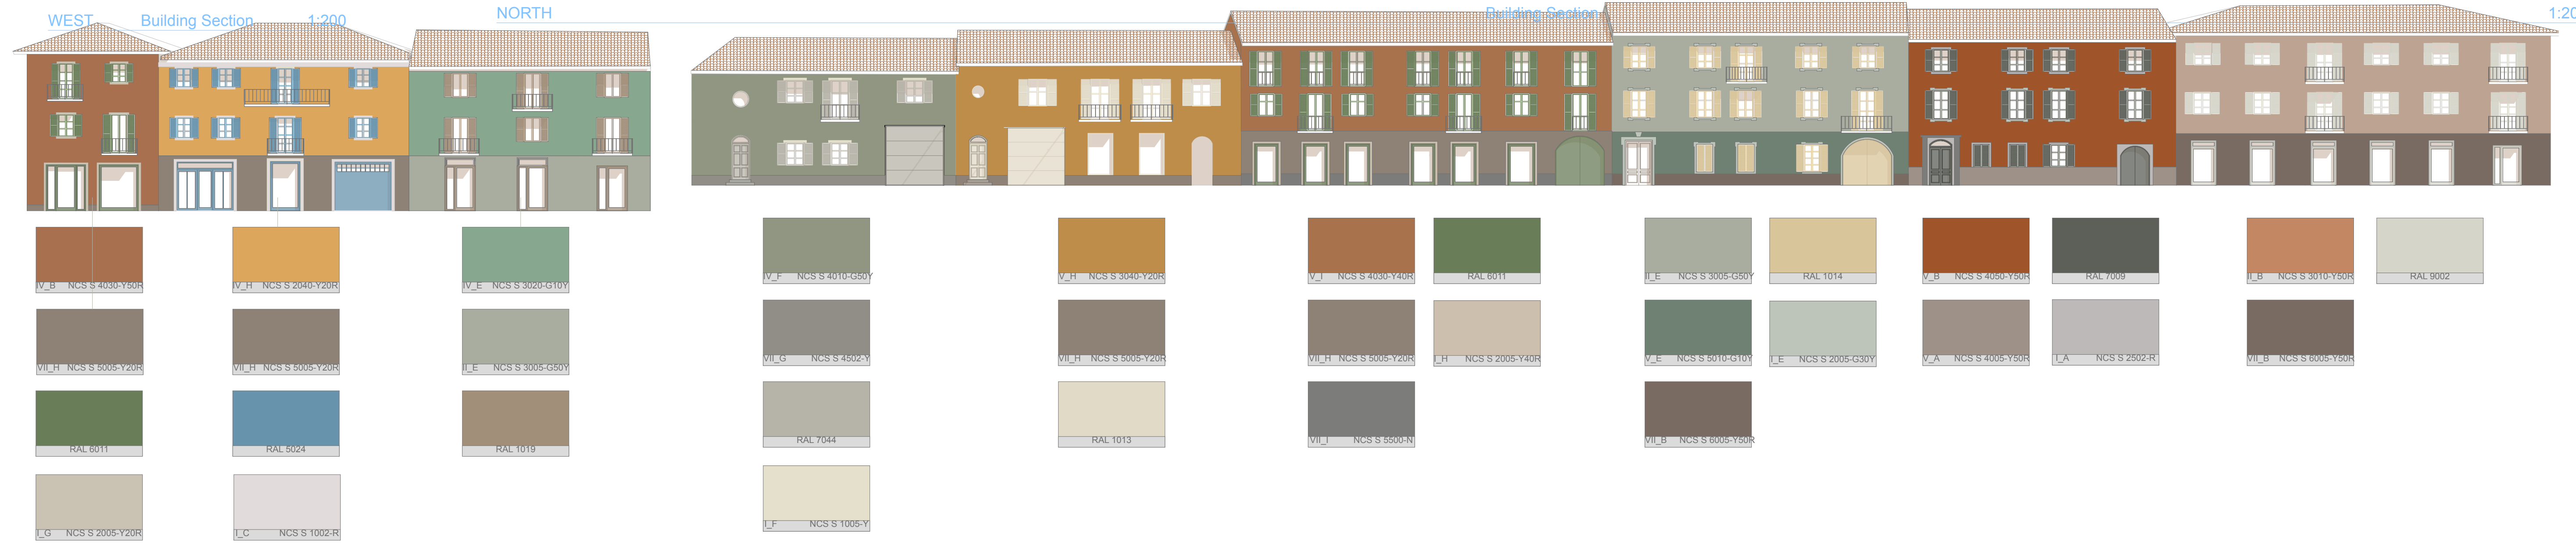 WEST Building Section 1:200
NORTH Building Section 1:20
IV_B NCS S 4030-Y50R
IV_H NCS S 2040-Y20R
IV_E NCS S 3020-G10Y
IV_F NCS S 4010-G50Y
V_H NCS S 3040-Y20R
V_I NCS S 4030-Y40R
RAL 6011
II_E NCS S 3005-G50Y
RAL 1014
V_B NCS S 4050-Y50R
RAL 7009
II_B NCS S 3010-Y50R
RAL 9002
VII_H NCS S 5005-Y20R
VII_H NCS S 5005-Y20R
II_E NCS S 3005-G50Y
VII_G NCS S 4502-Y
VII_H NCS S 5005-Y20R
VII_H NCS S 5005-Y20R
I_H NCS S 2005-Y40R
V_E NCS S 5010-G10Y
I_E NCS S 2005-G30Y
V_A NCS S 4005-Y50R
I_A NCS S 2502-R
VII_B NCS S 6005-Y50R
RAL 6011
RAL 5024
RAL 1019
RAL 7044
RAL 1013
VII_I NCS S 5500-N
VII_B NCS S 6005-Y50R
I_G NCS S 2005-Y20R
I_C NCS S 1002-R
I_F NCS S 1005-Y